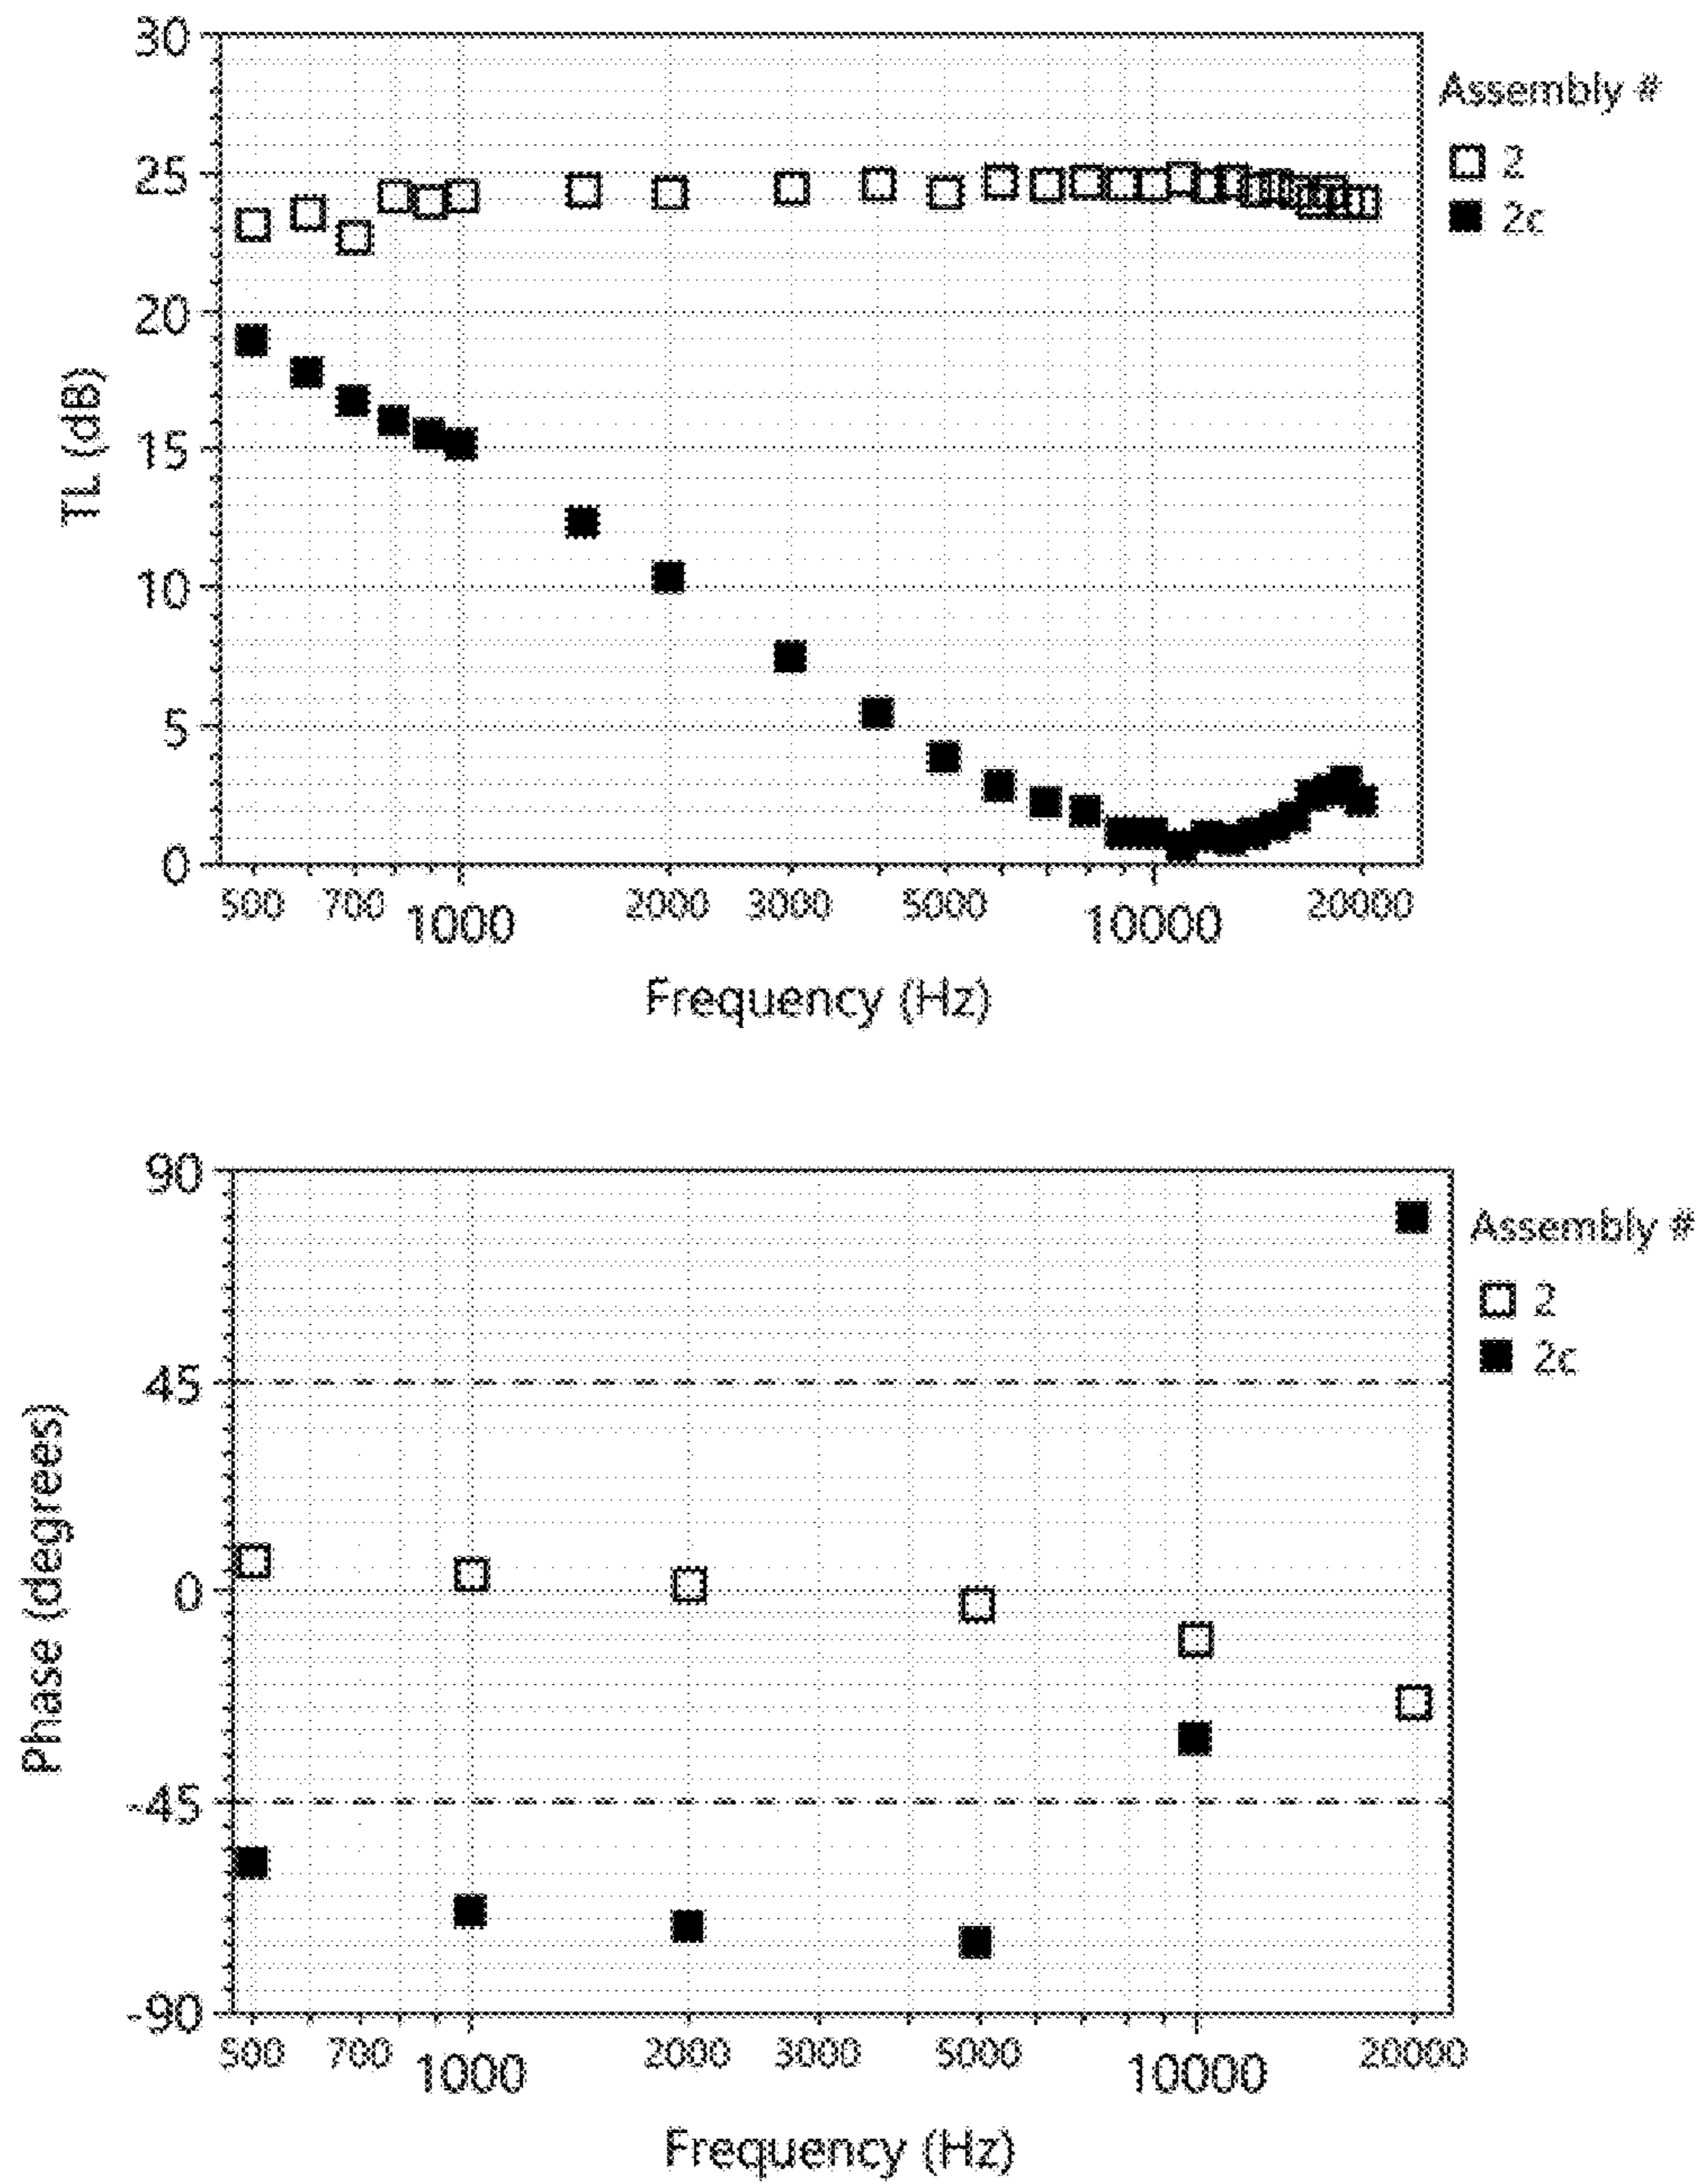 30
25
20
15
10
5
0
TL (dB)
500 700 1000 2000 3000 5000 10000 20000
Frequency (Hz)
Assembly #
2
2c
90
45
0
-45
-90
Phase (degrees)
500 700 1000 2000 3000 5000 10000 20000
Frequency (Hz)
Assembly #
2
2c